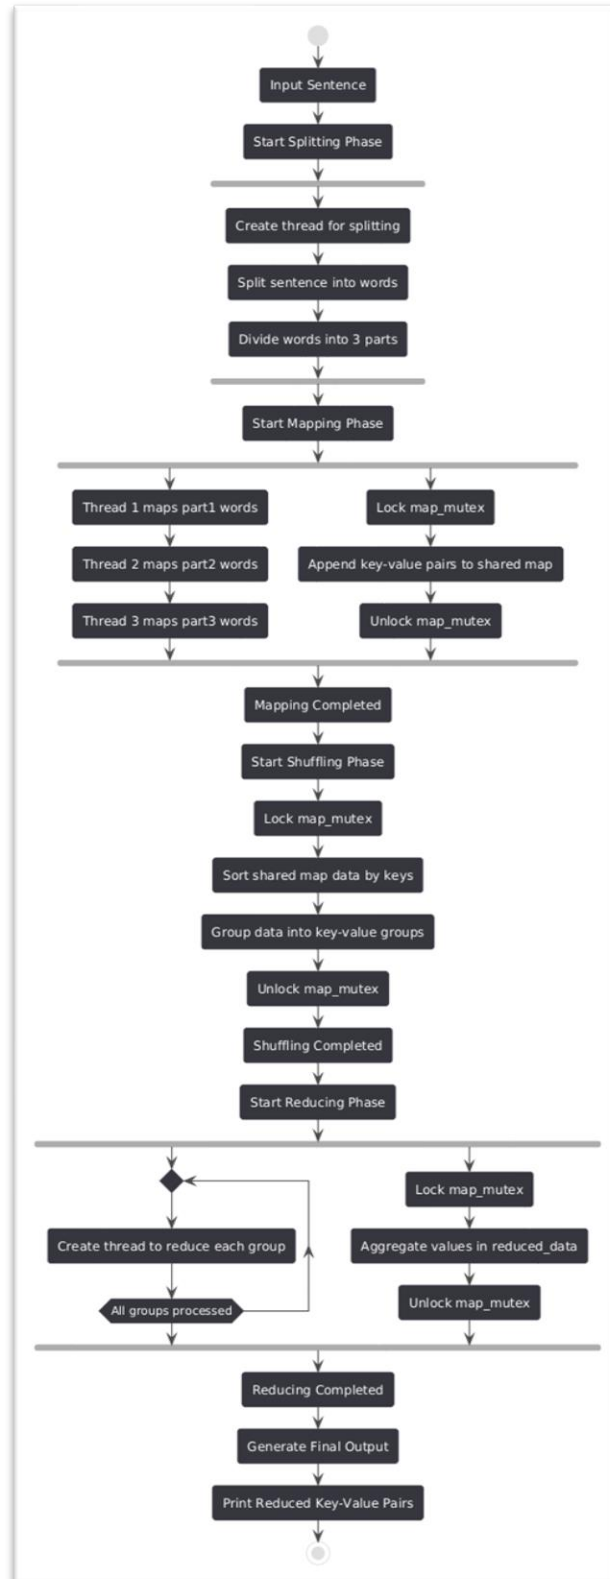 Input Sentence
Start Splitting Phase
Create thread for splitting
Split sentence into words
Divide words into 3 parts
Start Mapping Phase
Thread 1 maps part1 words
Thread 2 maps part2 words
Thread 3 maps part3 words
Lock map_mutex
Append key-value pairs to shared map
Unlock map_mutex
Mapping Completed
Start Shuffling Phase
Lock map_mutex
Sort shared map data by keys
Group data into key-value groups
Unlock map_mutex
Shuffling Completed
Start Reducing Phase
Create thread to reduce each group
All groups processed
Lock map_mutex
Aggregate values in reduced_data
Unlock map_mutex
Reducing Completed
Generate Final Output
Print Reduced Key-Value Pairs